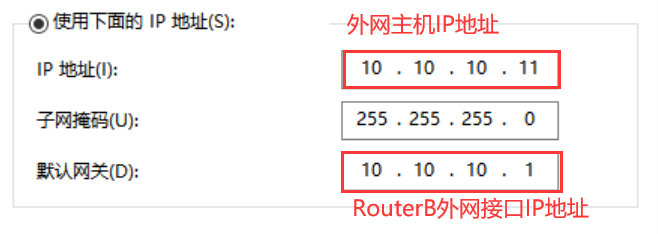 使用下面的 IP 地址(S):
外网主机IP地址
IP 地址(I):
10 . 10 . 10 . 11
子网掩码(U):
255 . 255 . 255 . 0
默认网关(D):
10 . 10 . 10 . 1
RouterB外网接口IP地址